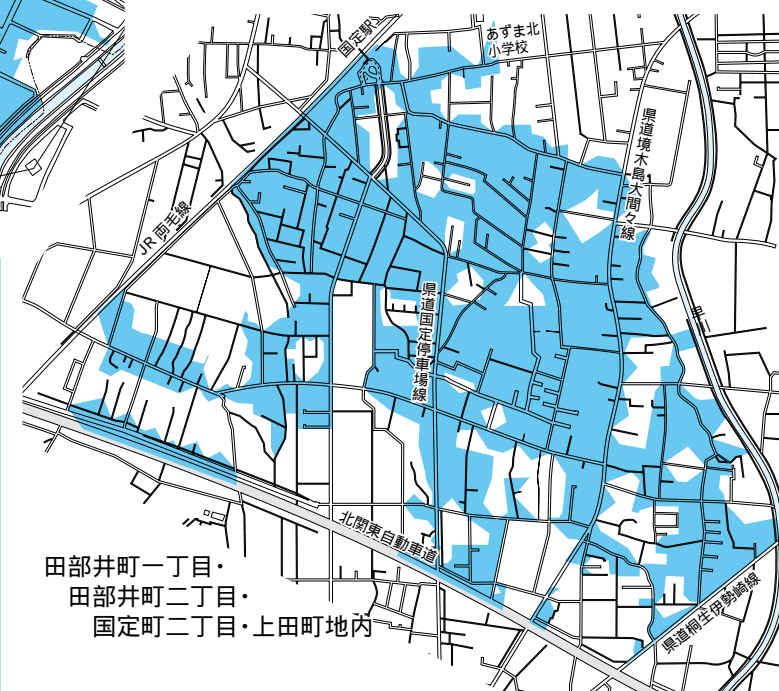 国定駅
あずま北
小学校
県道境木島大間々線
JR 両毛線
県道国定停車場線
早川
北関東自動車道
県道桐生伊勢崎線
田部井町一丁目・
田部井町二丁目・
国定町二丁目・上田町地内